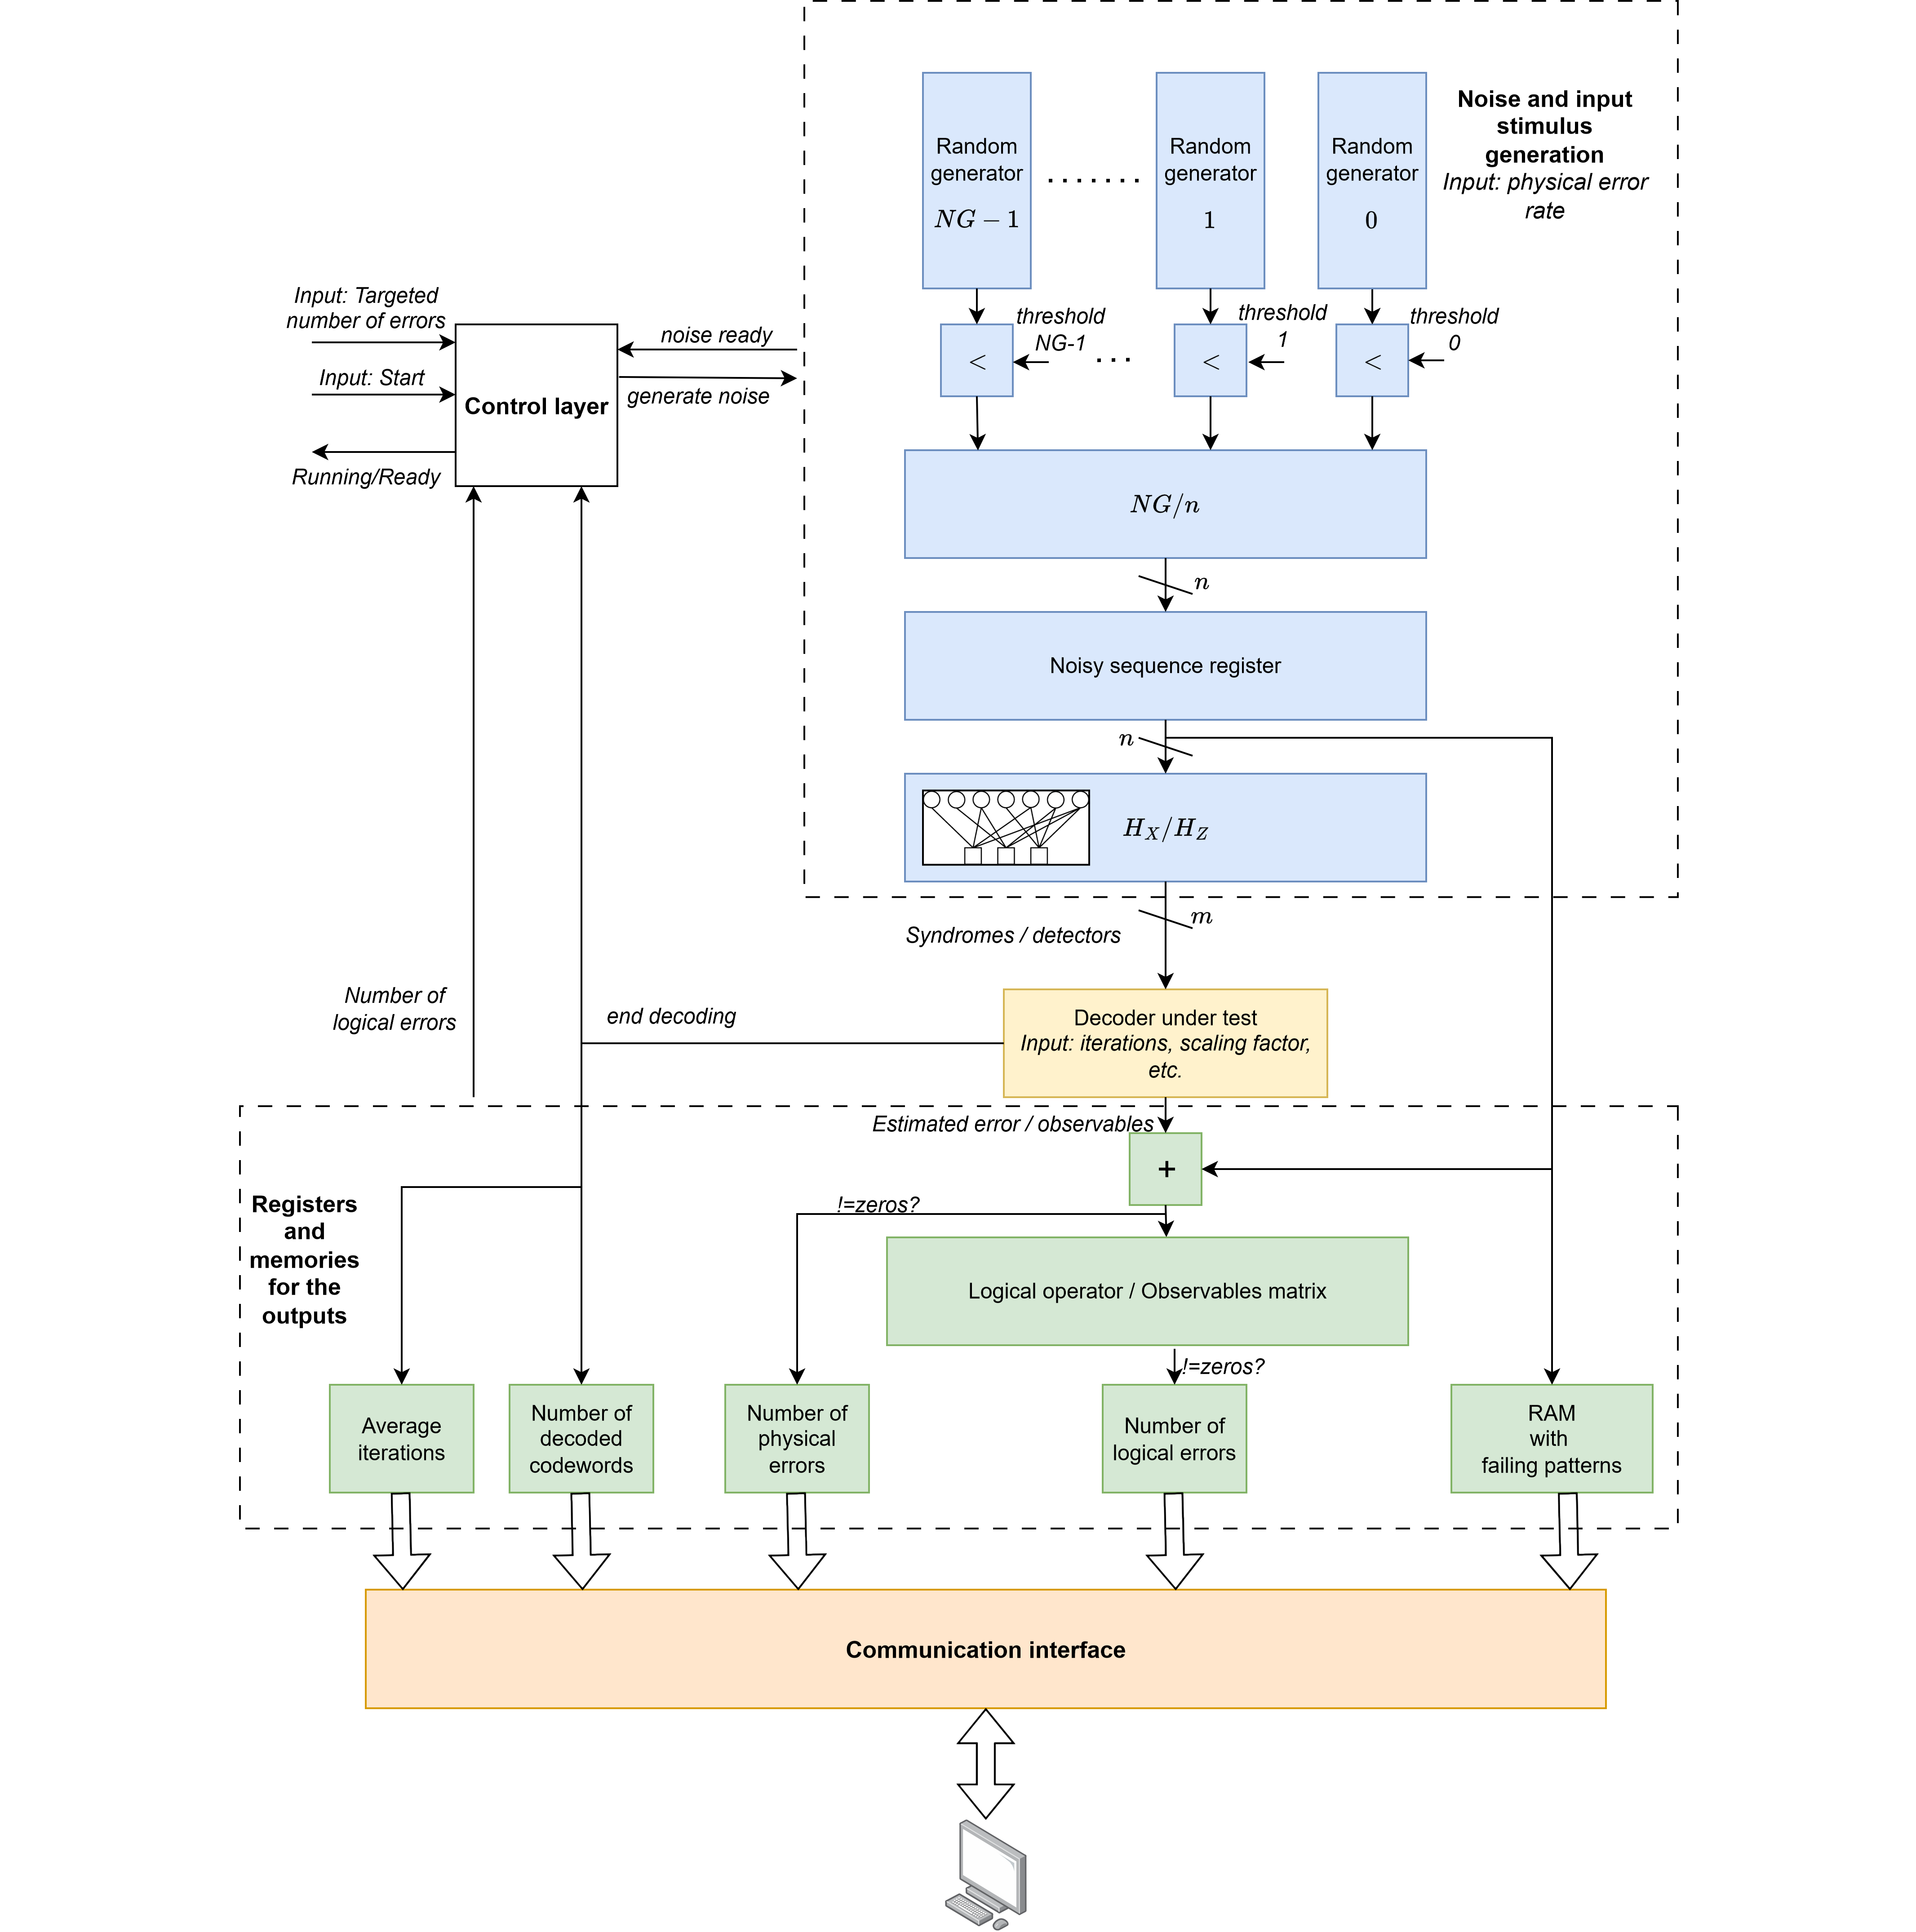 Random
generator
NG − 1
. . . . . . .
Random
generator
1
Random
generator
0
Noise and input
stimulus
generation
Input: physical error
rate
Input: Targeted
number of errors
Input: Start
Running/Ready
Control layer
noise ready
generate noise
<
threshold
NG-1
. . .
<
threshold
1
<
threshold
0
NG/n
n
Noisy sequence register
n
H_X/H_Z
m
Syndromes / detectors
Number of
logical errors
end decoding
Decoder under test
Input: iterations, scaling factor,
etc.
Estimated error / observables
+
!=zeros?
Registers
and
memories
for the
outputs
Logical operator / Observables matrix
!=zeros?
Average
iterations
Number of
decoded
codewords
Number of
physical
errors
Number of
logical errors
RAM
with
failing patterns
Communication interface